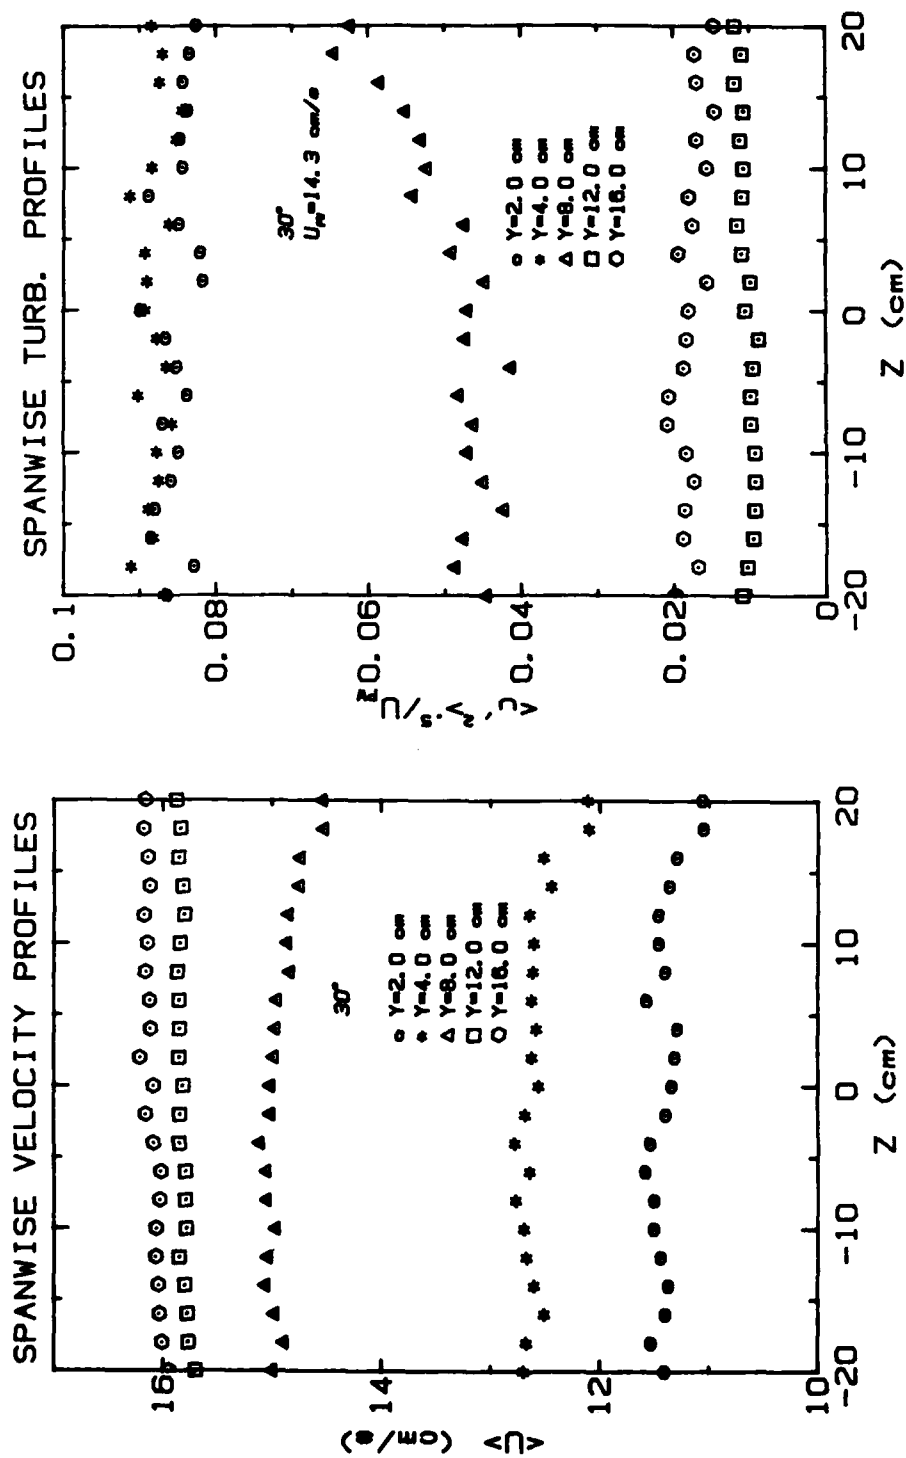 SPANWISE VELOCITY PROFILES
16
14
12
10
<U>
(cm/s)
30°
Y=2.0 cm
Y=4.0 cm
Y=8.0 cm
Y=12.0 cm
Y=16.0 cm
-20
-10
0
10
20
Z (cm)
SPANWISE TURB. PROFILES
0.1
0.08
0.06
0.04
0.02
0
<U'²>·⁵/U
30°
U =14.3 cm/s
Y=2.0 cm
Y=4.0 cm
Y=8.0 cm
Y=12.0 cm
Y=16.0 cm
-20
-10
0
10
20
Z (cm)